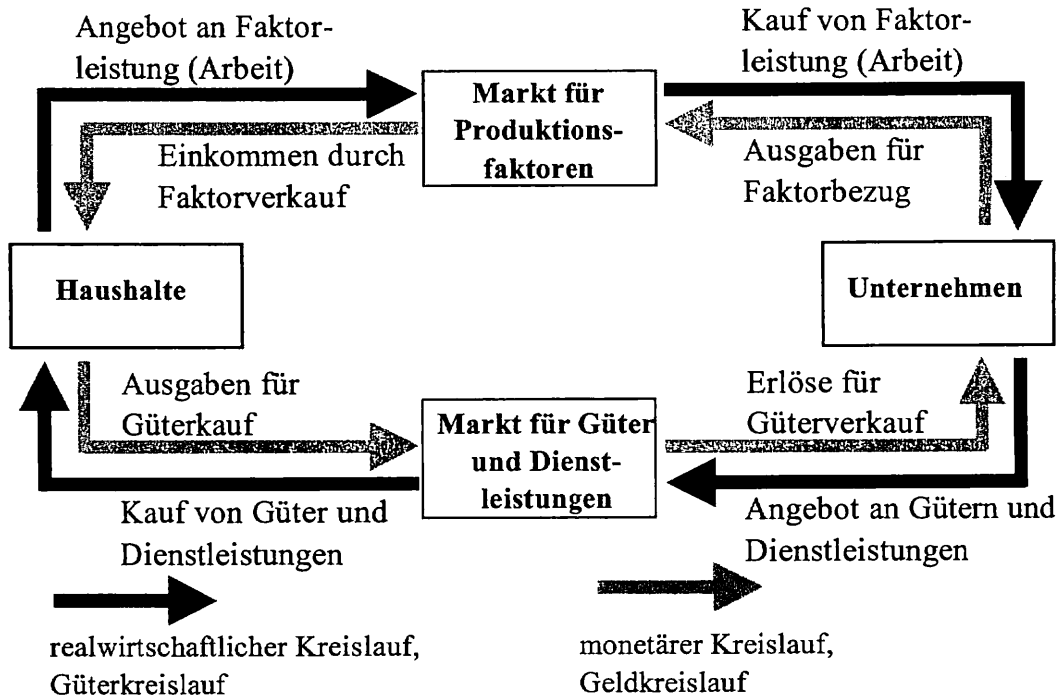 Angebot an Faktor-
leistung (Arbeit)
Kauf von Faktor-
leistung (Arbeit)
Markt für
Produktions-
faktoren
Einkommen durch
Faktorverkauf
Ausgaben für
Faktorbezug
Haushalte
Unternehmen
Ausgaben für
Güterkauf
Erlöse für
Güterverkauf
Markt für Güter
und Dienst-
leistungen
Kauf von Güter und
Dienstleistungen
Angebot an Gütern und
Dienstleistungen
realwirtschaftlicher Kreislauf,
Güterkreislauf
monetärer Kreislauf,
Geldkreislauf